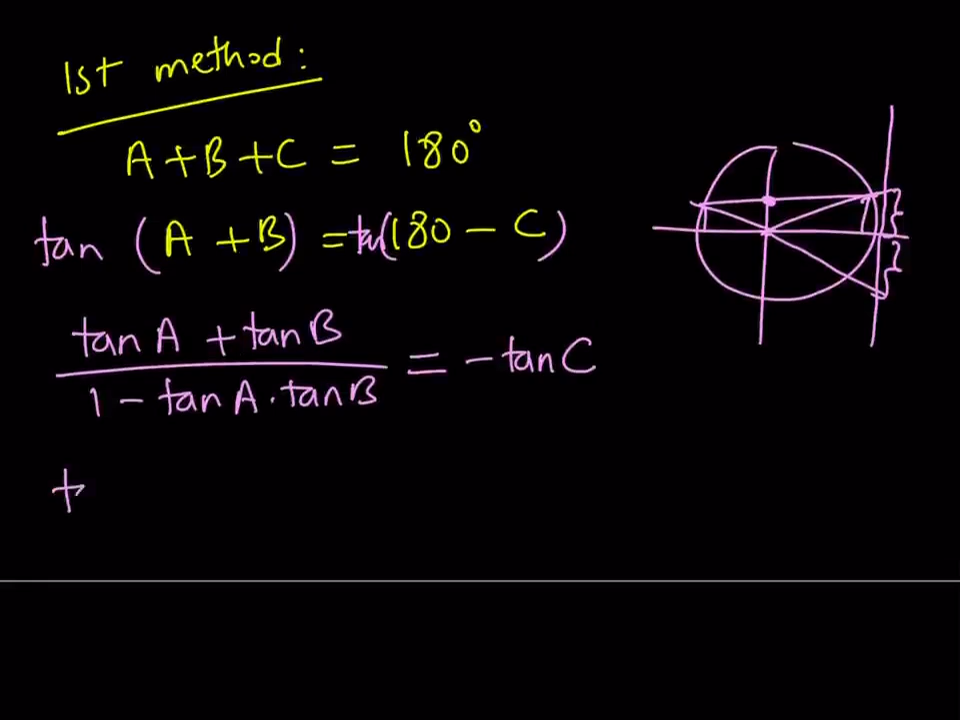 1st method:
A+B+C = 180°
tan (A+B) = tan(180 - C)
tan A + tan B
1 - tan A · tan B
= - tan C
t